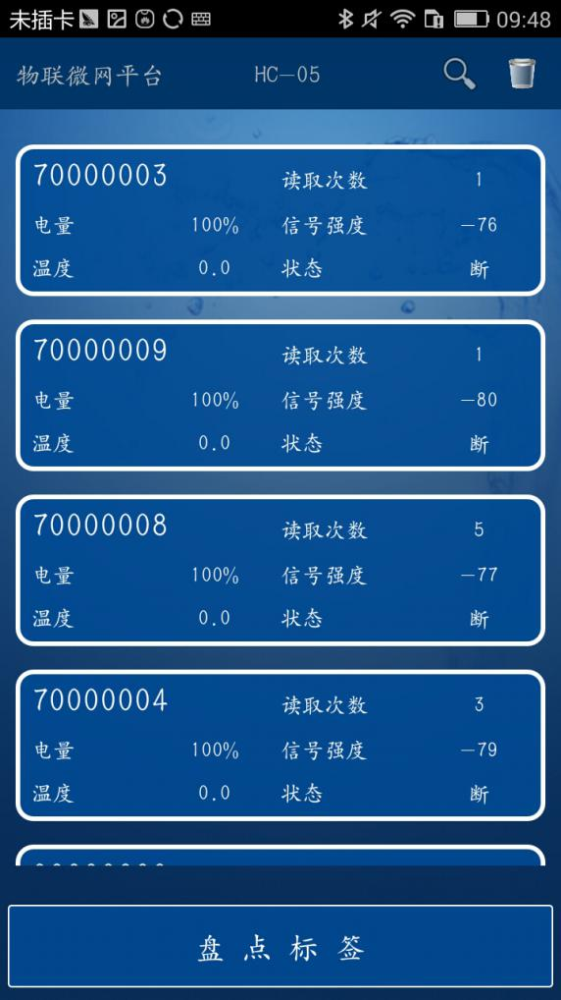 未插卡 09:48
物联微网平台 HC-05
70000003 读取次数 1
电量 100% 信号强度 -76
温度 0.0 状态 断
70000009 读取次数 1
电量 100% 信号强度 -80
温度 0.0 状态 断
70000008 读取次数 5
电量 100% 信号强度 -77
温度 0.0 状态 断
70000004 读取次数 3
电量 100% 信号强度 -79
温度 0.0 状态 断
盘点标签